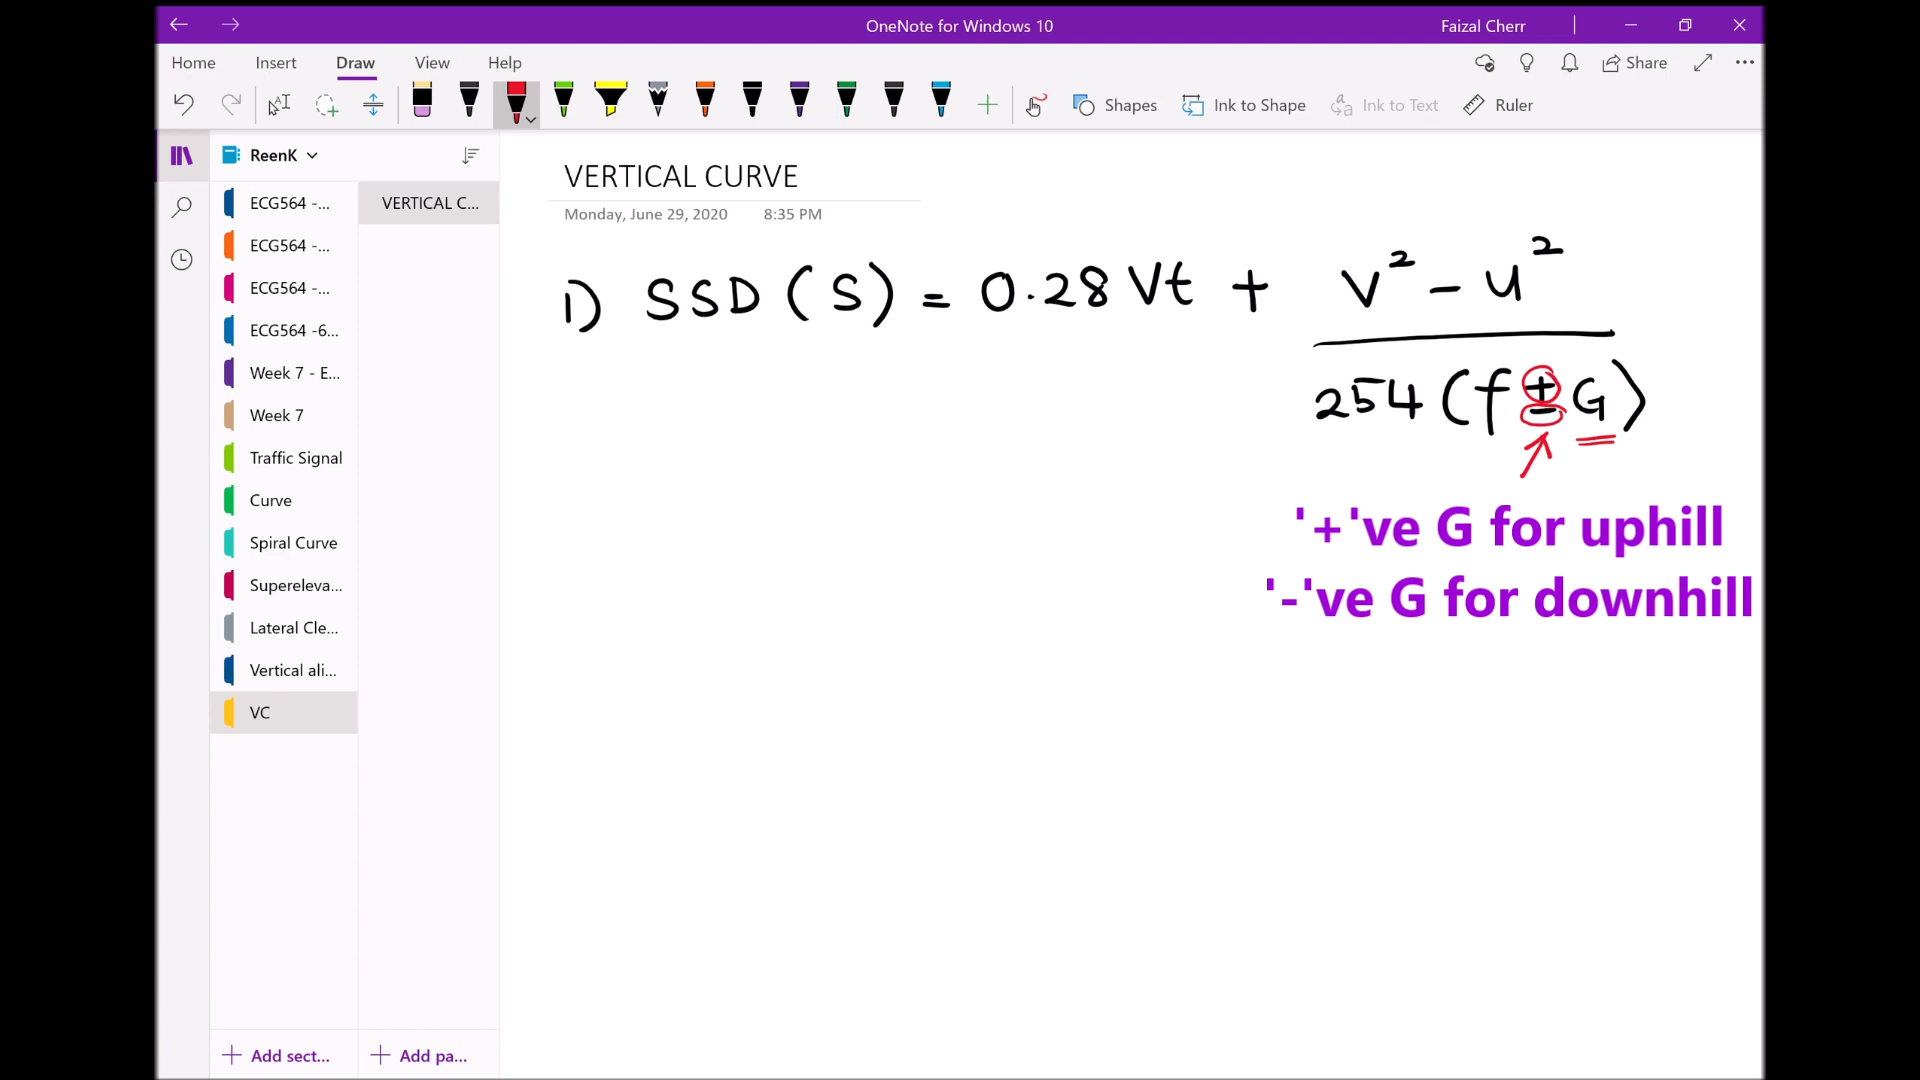 OneNote for Windows 10
Faizal Cherr
Home Insert Draw View Help
Share
Shapes Ink to Shape Ink to Text Ruler
ReenK
ECG564 -...
ECG564 -...
ECG564 -...
ECG564 -6...
Week 7 - E...
Week 7
Traffic Signal
Curve
Spiral Curve
Supereleva...
Lateral Cle...
Vertical ali...
VC
Add sect...
VERTICAL C...
Add pa...
VERTICAL CURVE
Monday, June 29, 2020 8:35 PM
1) SSD (S) = 0.28 Vt + V² - U²
254 (f ± G)
'+'ve G for uphill
'-'ve G for downhill